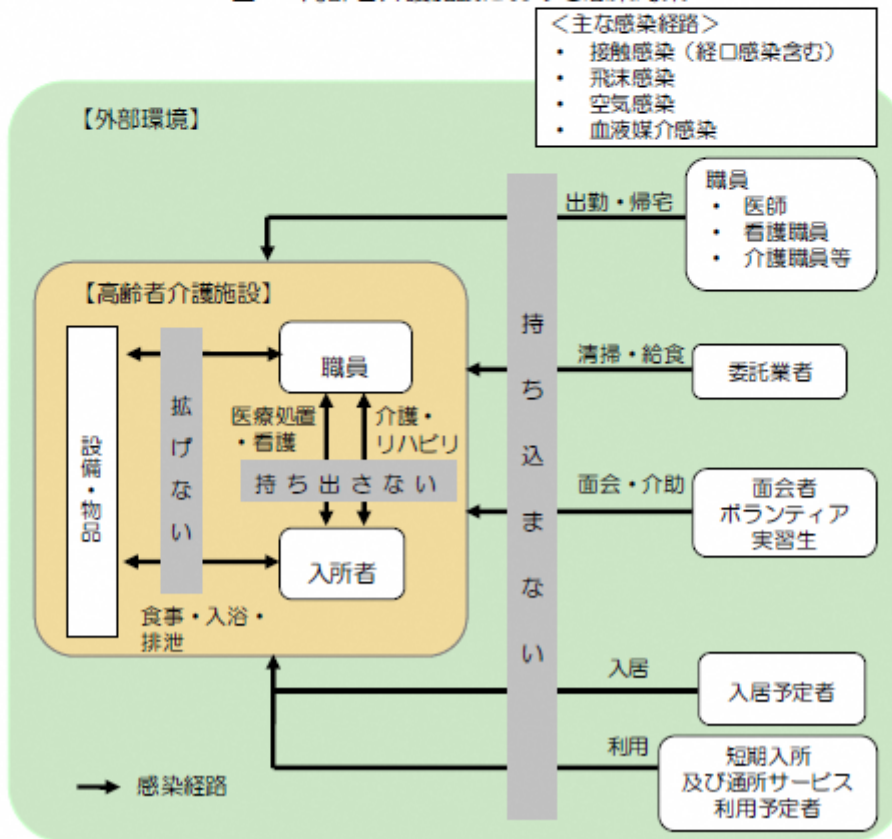 ＜主な感染経路＞
・ 接触感染（経口感染含む）
・ 飛沫感染
・ 空気感染
・ 血液媒介感染
【外部環境】
職員
・ 医師
・ 看護職員
・ 介護職員等
出勤・帰宅
【高齢者介護施設】
持ち込まない
職員
清掃・給食
委託業者
拡げない
医療処置
・看護
介護・
リハビリ
設備・物品
持ち出さない
面会・介助
面会者
ボランティア
実習生
入所者
食事・入浴・
排泄
入居
入居予定者
利用
短期入所
及び通所サービス
利用予定者
感染経路